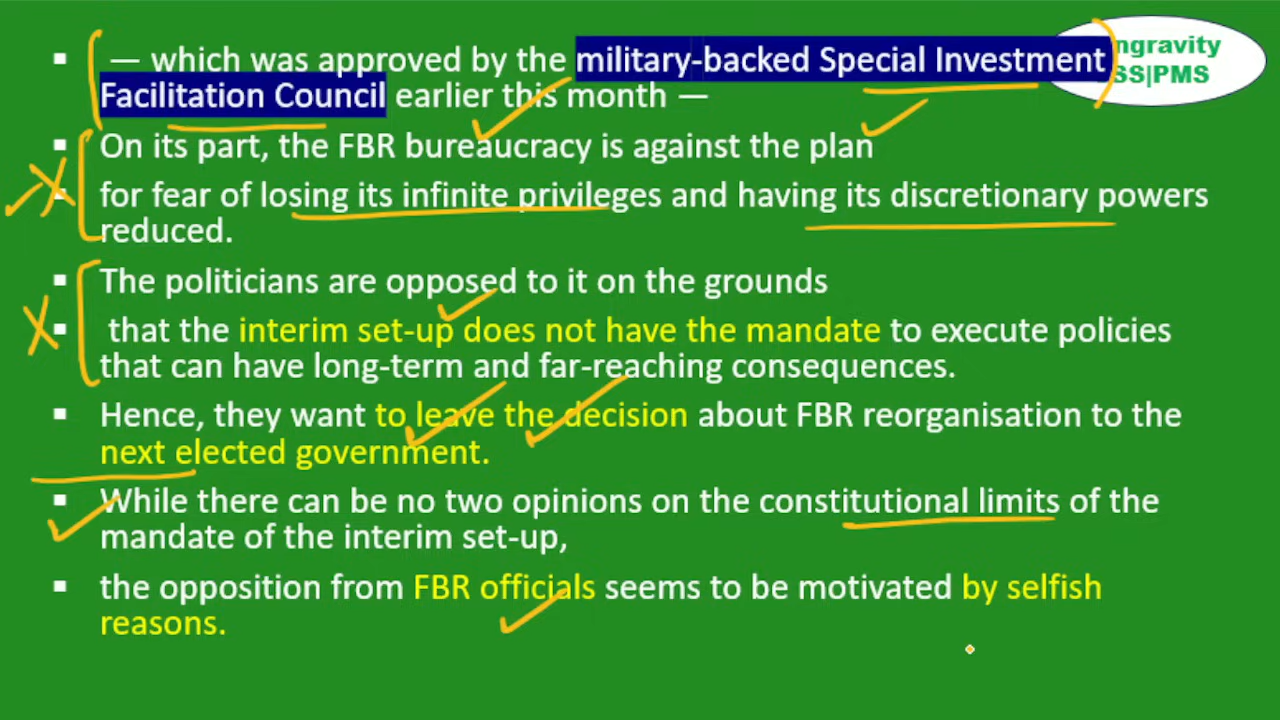 — which was approved by the military-backed Special Investment
Facilitation Council earlier this month —
On its part, the FBR bureaucracy is against the plan
for fear of losing its infinite privileges and having its discretionary powers
reduced.
The politicians are opposed to it on the grounds
that the interim set-up does not have the mandate to execute policies
that can have long-term and far-reaching consequences.
Hence, they want to leave the decision about FBR reorganisation to the
next elected government.
While there can be no two opinions on the constitutional limits of the
mandate of the interim set-up,
the opposition from FBR officials seems to be motivated by selfish
reasons.
ngravity
SS|PMS